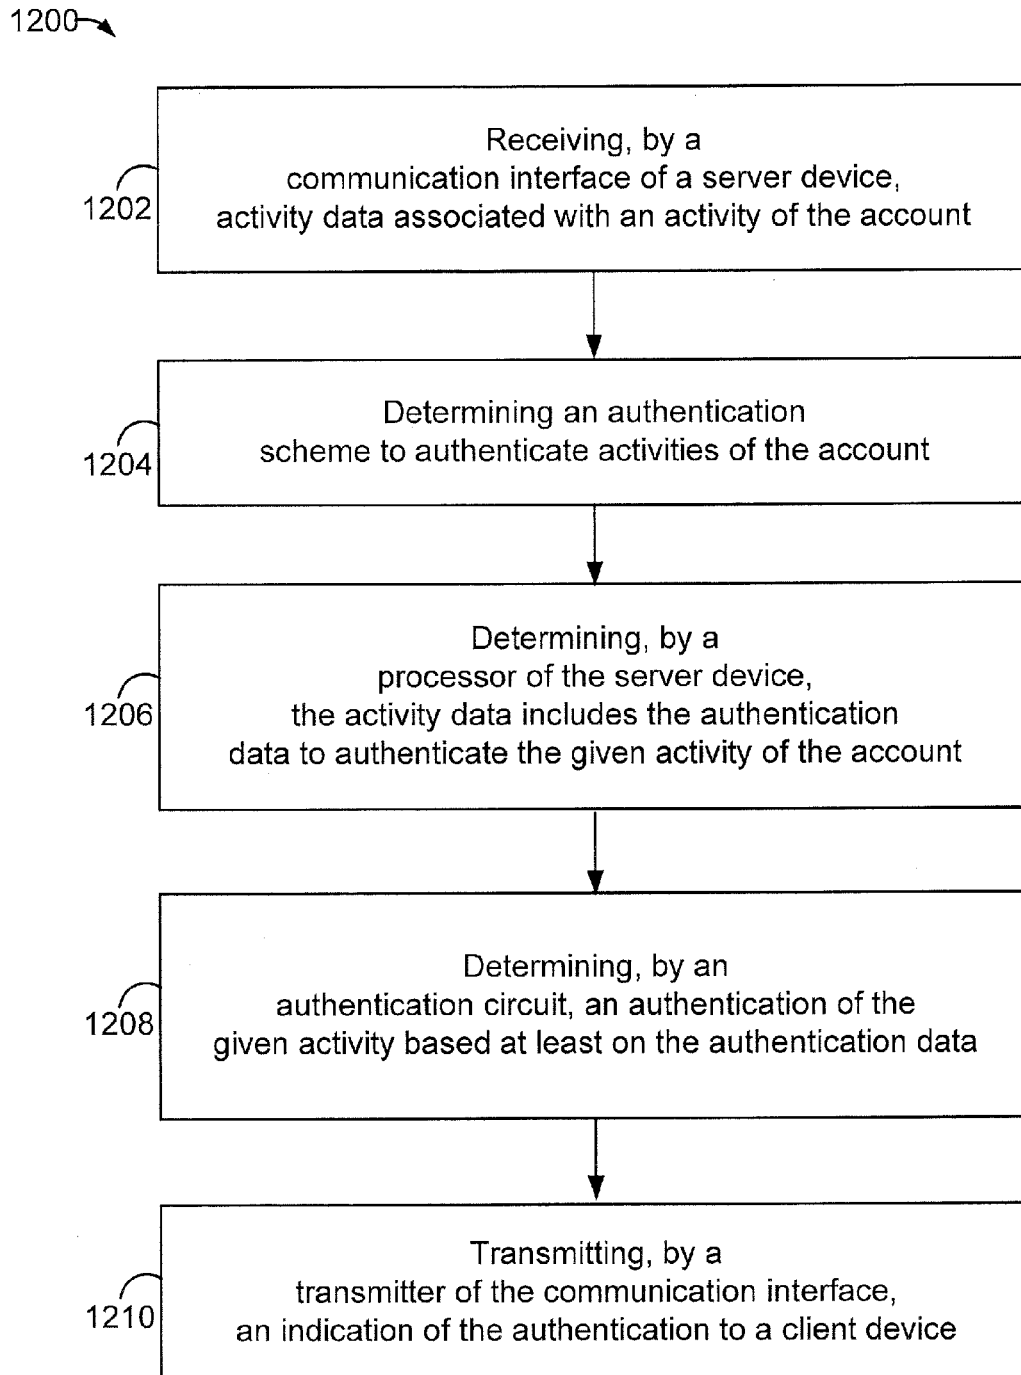 1200
Receiving, by a
communication interface of a server device,
activity data associated with an activity of the account
1202
Determining an authentication
scheme to authenticate activities of the account
1204
Determining, by a
processor of the server device,
the activity data includes the authentication
data to authenticate the given activity of the account
1206
Determining, by an
authentication circuit, an authentication of the
given activity based at least on the authentication data
1208
Transmitting, by a
transmitter of the communication interface,
an indication of the authentication to a client device
1210